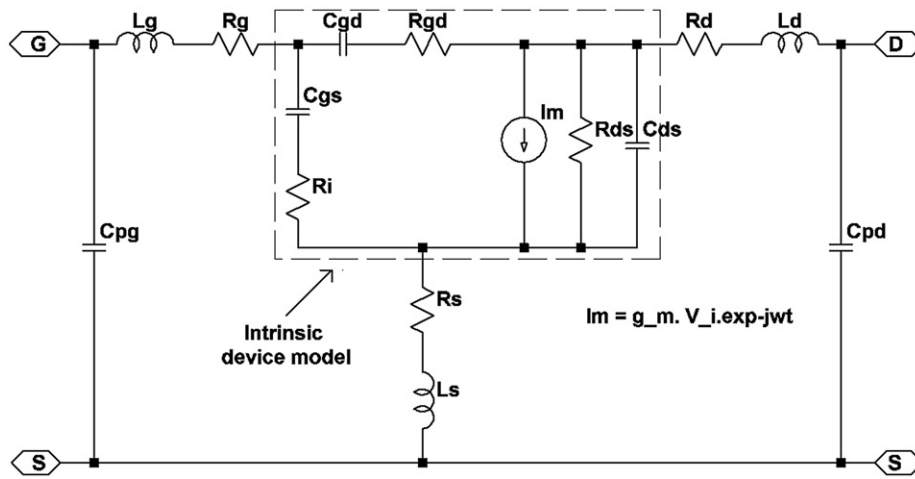 Lg
Rg
Cgd
Rgd
Rd
Ld
G
D
Cgs
Im
Rds
Cds
Ri
Cpg
Cpd
Rs
Im = g_m. V_i.exp-jwt
Intrinsic
device model
Ls
S
S